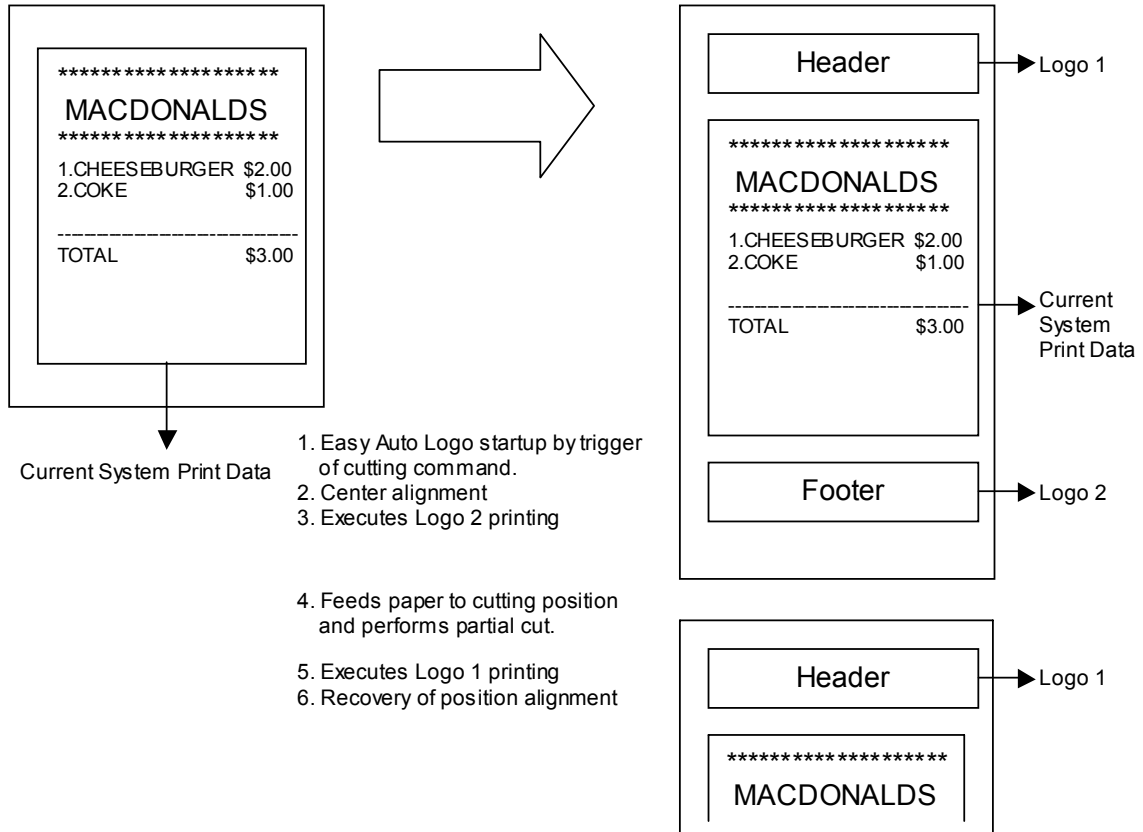 ********************
MACDONALDS
********************
1.CHEESEBURGER $2.00
2.COKE $1.00
------------------------------------
TOTAL $3.00
Current System Print Data
1. Easy Auto Logo startup by trigger
of cutting command.
2. Center alignment
3. Executes Logo 2 printing
4. Feeds paper to cutting position
and performs partial cut.
5. Executes Logo 1 printing
6. Recovery of position alignment
Header
Logo 1
********************
MACDONALDS
********************
1.CHEESEBURGER $2.00
2.COKE $1.00
------------------------------------
TOTAL $3.00
Current
System
Print Data
Footer
Logo 2
Header
Logo 1
********************
MACDONALDS